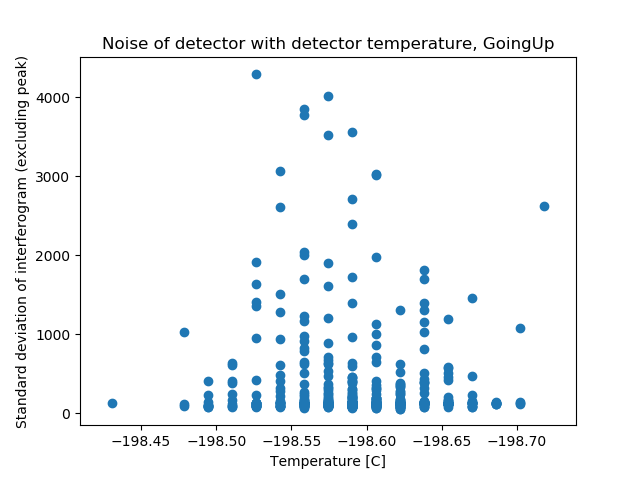 Noise of detector with detector temperature, GoingUp
Standard deviation of interferogram (excluding peak)
4000
3000
2000
1000
0
−198.45 −198.50 −198.55 −198.60 −198.65 −198.70
Temperature [C]